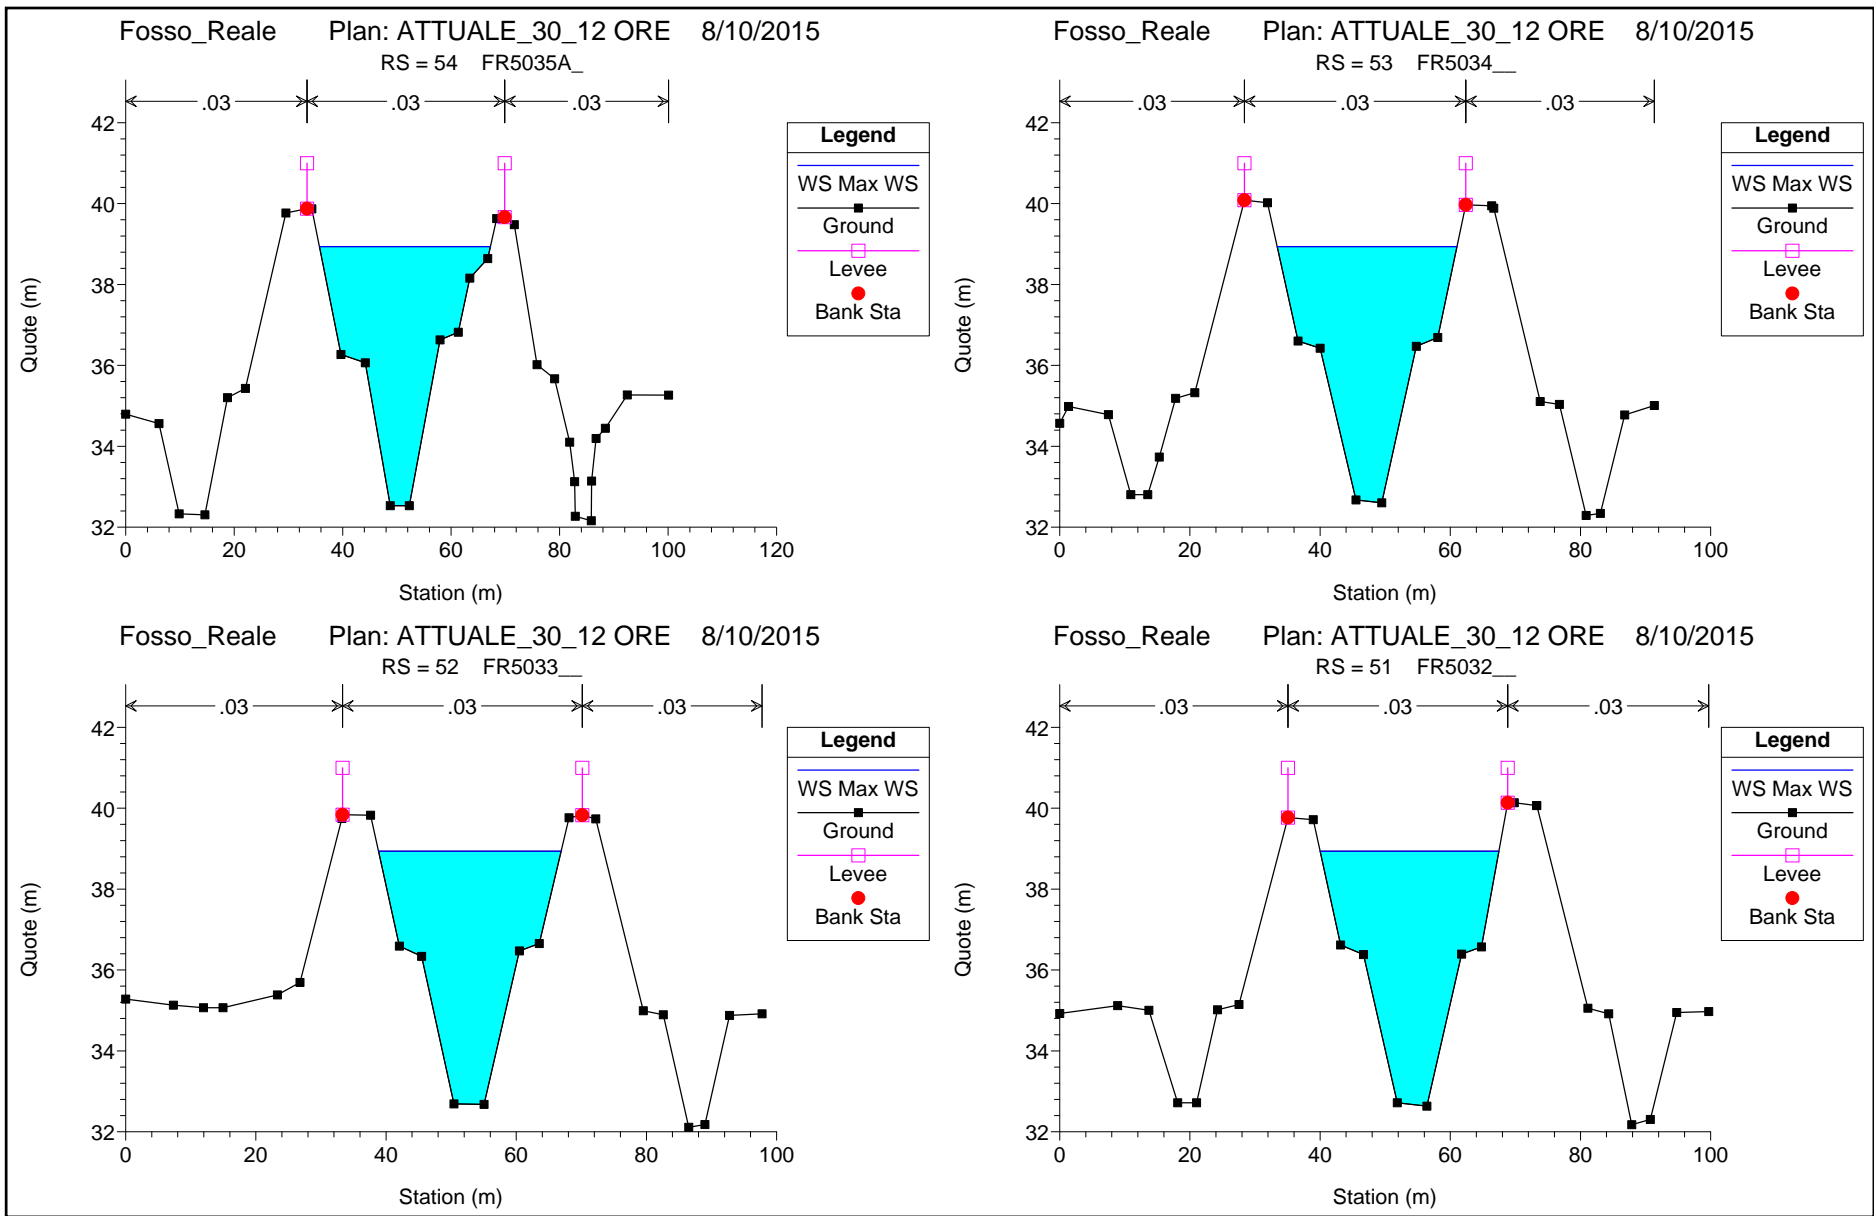 Fosso_Reale Plan: ATTUALE_30_12 ORE 8/10/2015
RS = 54 FR5035A_
.03 .03 .03
42
40
38
36
34
32
0 20 40 60 80 100 120
Station (m)
Quote (m)
Legend
WS Max WS
Ground
Levee
Bank Sta
Fosso_Reale Plan: ATTUALE_30_12 ORE 8/10/2015
RS = 53 FR5034__
.03 .03 .03
42
40
38
36
34
32
0 20 40 60 80 100
Station (m)
Quote (m)
Legend
WS Max WS
Ground
Levee
Bank Sta
Fosso_Reale Plan: ATTUALE_30_12 ORE 8/10/2015
RS = 52 FR5033__
.03 .03 .03
42
40
38
36
34
32
0 20 40 60 80 100
Station (m)
Quote (m)
Legend
WS Max WS
Ground
Levee
Bank Sta
Fosso_Reale Plan: ATTUALE_30_12 ORE 8/10/2015
RS = 51 FR5032__
.03 .03 .03
42
40
38
36
34
32
0 20 40 60 80 100
Station (m)
Quote (m)
Legend
WS Max WS
Ground
Levee
Bank Sta